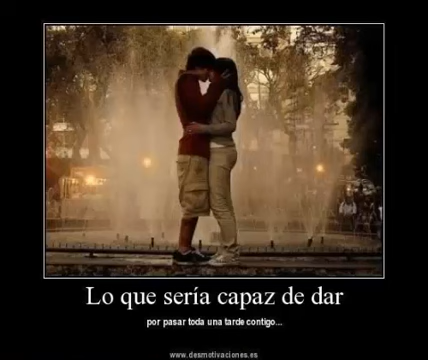 Lo que sería capaz de dar
por pasar toda una tarde contigo...
www.desmotivaciones.es